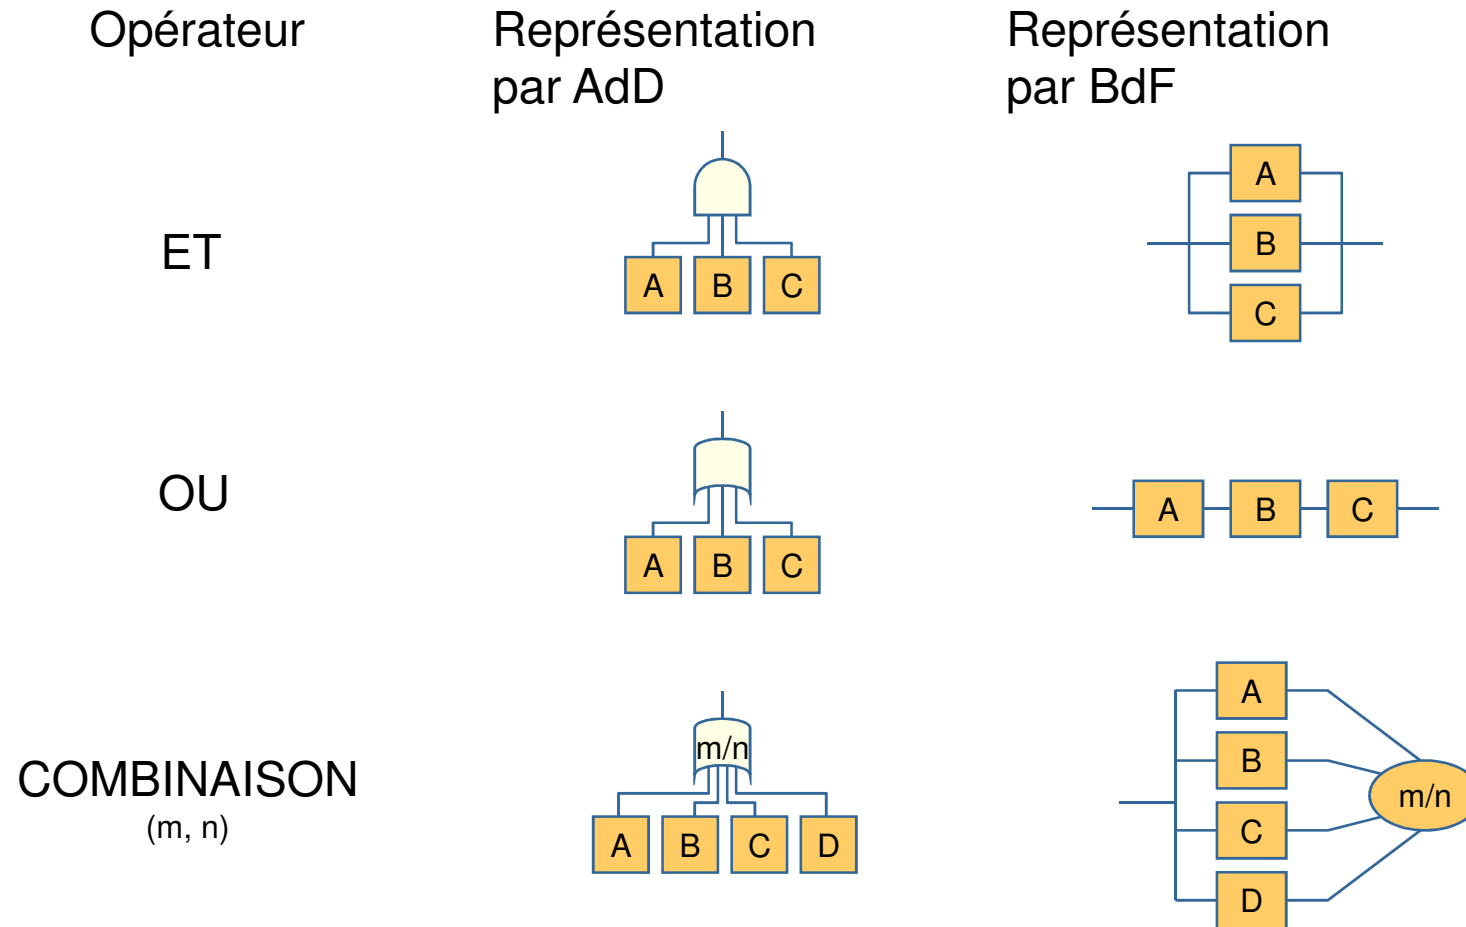 Opérateur
Représentation
par AdD
Représentation
par BdF
ET
A B C
A
B
C
OU
A B C
A B C
COMBINAISON
(m, n)
m/n
A B C D
A
B
C
D
m/n